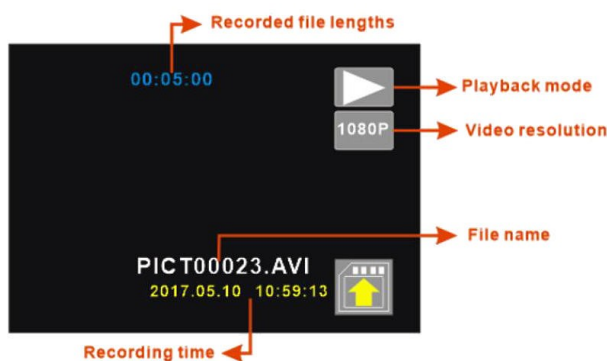 Recorded file lengths
00:05:00
Playback mode
1080P
Video resolution
File name
PICT00023.AVI
2017.05.10 10:59:13
Recording time